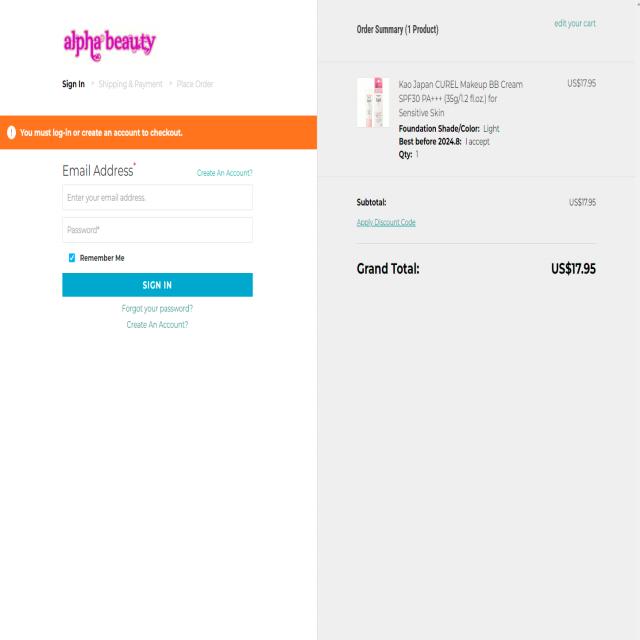 alpha beauty
Sign In • Shipping & Payment • Place Order
You must log-in or create an account to checkout.
Email Address*
Create An Account?
Enter your email address.
Password*
Remember Me
SIGN IN
Forgot your password?
Create An Account?
Order Summary (1 Product)
edit your cart
Kao Japan CUREL Makeup BB Cream
US$17.95
SPF30 PA+++ (35g/1.2 fl.oz.) for
Sensitive Skin
Foundation Shade/Color: Light
Best before 2024.8: I accept
Qty: 1
Subtotal:
US$17.95
Apply Discount Code
Grand Total:
US$17.95